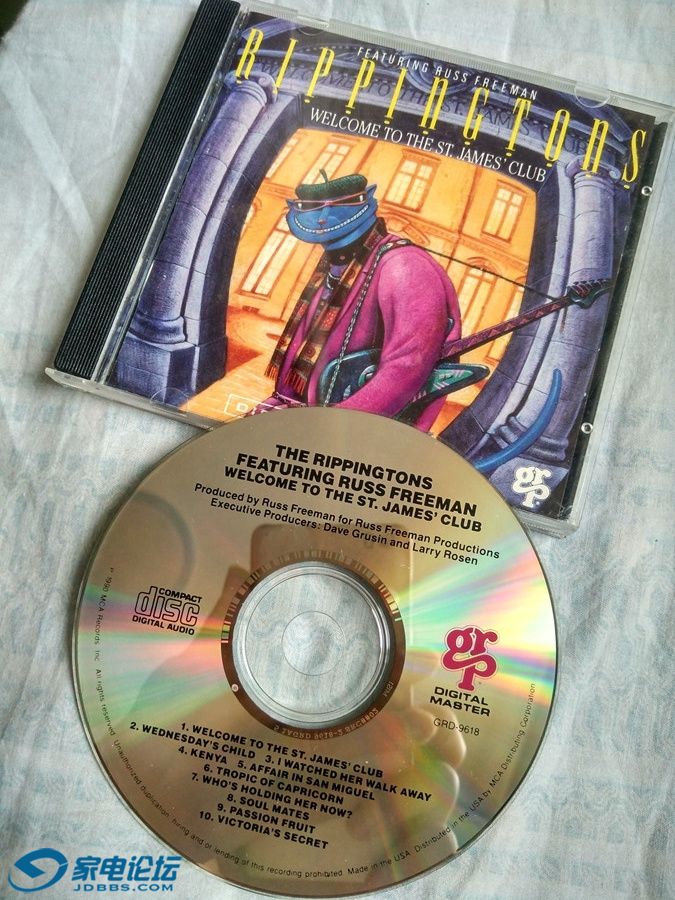 FEATURING RUSS FREEMAN
RIPPINGTONS
WELCOME TO THE ST. JAMES' CLUB
grp
THE RIPPINGTONS
FEATURING RUSS FREEMAN
WELCOME TO THE ST. JAMES' CLUB
Produced by Russ Freeman for Russ Freeman Productions
Executive Producers: Dave Grusin and Larry Rosen
COMPACT
disc
DIGITAL AUDIO
grp
DIGITAL
MASTER
GRD-9618
1. WELCOME TO THE ST. JAMES' CLUB
2. WEDNESDAY'S CHILD 3. I WATCHED HER WALK AWAY
4. KENYA 5. AFFAIR IN SAN MIGUEL
6. TROPIC OF CAPRICORN
7. WHO'S HOLDING HER NOW?
8. SOUL MATES
9. PASSION FRUIT
10. VICTORIA'S SECRET
℗ 1990 MCA Records, Inc. All rights reserved. Unauthorized duplication, hiring and/or lending of this recording prohibited. Made in the USA. Distributed in the USA by MCA Distributing Corporation
家电论坛
JDBBS.COM